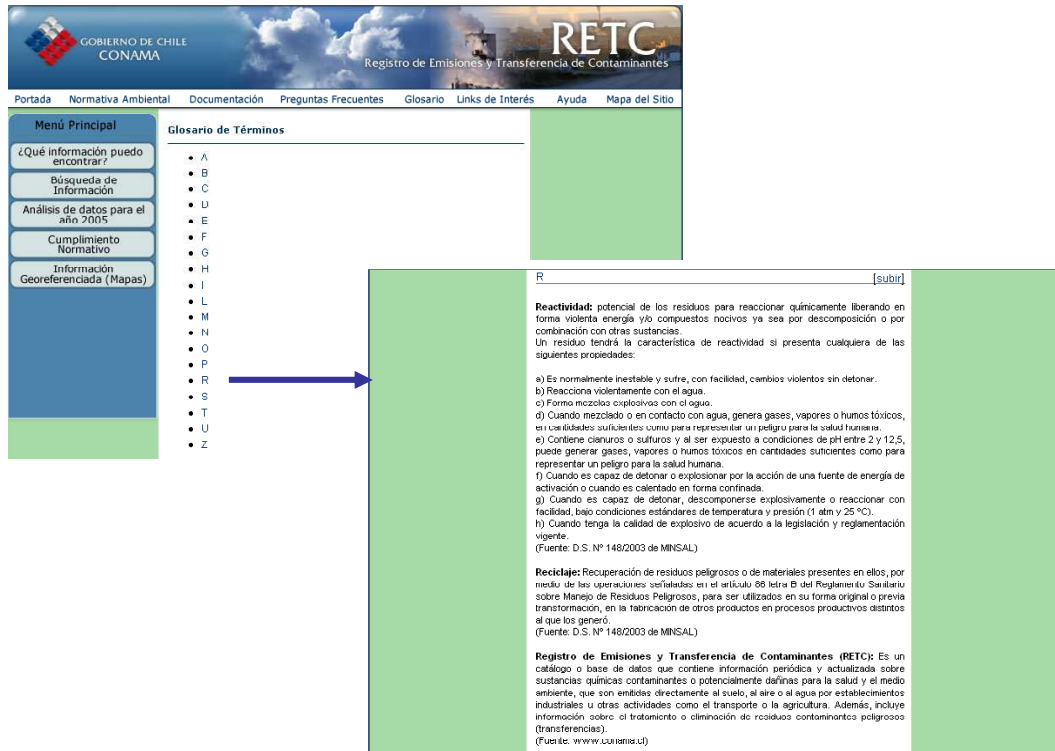 GOBIERNO DE CHILE
CONAMA
RETC
Registro de Emisiones y Transferencia de Contaminantes
Portada Normativa Ambiental Documentación Preguntas Frecuentes Glosario Links de Interés Ayuda Mapa del Sitio
Menú Principal
¿Qué información puedo
encontrar?
Búsqueda de
Información
Análisis de datos para el
año 2005
Cumplimiento
Normativo
Información
Georeferenciada (Mapas)
Glosario de Términos
A
B
C
D
E
F
G
H
I
L
M
N
O
P
R
S
T
U
Z
R [subir]
Reactividad: potencial de los residuos para reaccionar químicamente liberando en
forma violenta energía y/o compuestos nocivos ya sea por descomposición o por
combinación con otras sustancias.
Un residuo tendrá la característica de reactividad si presenta cualquiera de las
siguientes propiedades:
a) Es normalmente inestable y sufre, con facilidad, cambios violentos sin detonar.
b) Reacciona violentamente con el agua.
c) Forma mezclas explosivas con el agua.
d) Cuando mezclado o en contacto con agua, genera gases, vapores o humos tóxicos,
en cantidades suficientes como para representar un peligro para la salud humana.
e) Contiene cianuros o sulfuros y al ser expuesto a condiciones de pH entre 2 y 12,5,
puede generar gases, vapores o humos tóxicos en cantidades suficientes como para
representar un peligro para la salud humana.
f) Cuando es capaz de detonar o explosionar por la acción de una fuente de energía de
activación o cuando es calentado en forma confinada.
g) Cuando es capaz de detonar, descomponerse explosivamente o reaccionar con
facilidad, bajo condiciones estándares de temperatura y presión (1 atm y 25 ºC).
h) Cuando tenga la calidad de explosivo de acuerdo a la legislación y reglamentación
vigente.
(Fuente: D.S. Nº 148/2003 de MINSAL)
Reciclaje: Recuperación de residuos peligrosos o de materiales presentes en ellos, por
medio de las operaciones señaladas en el artículo 86 letra B del Reglamento Sanitario
sobre Manejo de Residuos Peligrosos, para ser utilizados en su forma original o previa
transformación, en la fabricación de otros productos en procesos productivos distintos
al que los generó.
(Fuente: D.S. Nº 148/2003 de MINSAL)
Registro de Emisiones y Transferencia de Contaminantes (RETC): Es un
catálogo o base de datos que contiene información periódica y actualizada sobre
sustancias químicas contaminantes o potencialmente dañinas para la salud y el medio
ambiente, que son emitidas directamente al suelo, al aire o al agua por establecimientos
industriales u otras actividades como el transporte o la agricultura. Además, incluye
información sobre el tratamiento o eliminación de residuos contaminantes peligrosos
(transferencias).
(Fuente: www.conama.cl)